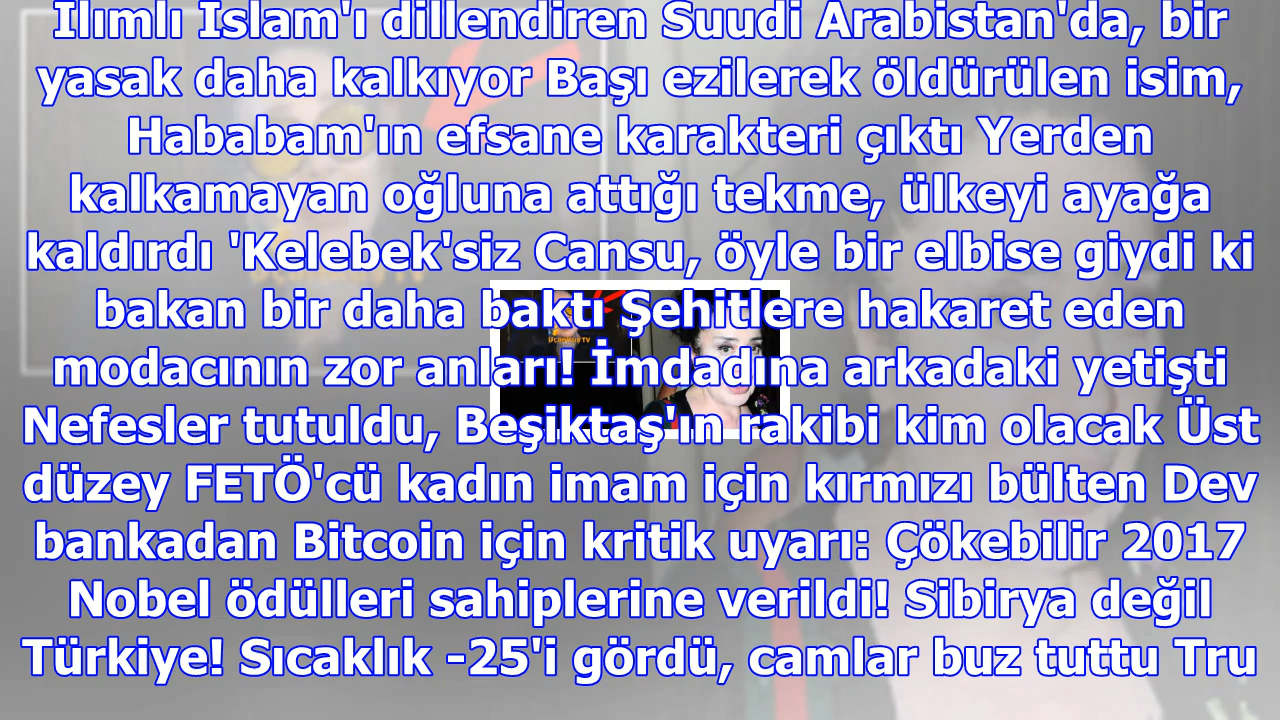 Ilımlı İslam'ı dillendiren Suudi Arabistan'da, bir
yasak daha kalkıyor Başı ezilerek öldürülen isim,
Hababam'ın efsane karakteri çıktı Yerden
kalkamayan oğluna attığı tekme, ülkeyi ayağa
kaldırdı 'Kelebek'siz Cansu, öyle bir elbise giydi ki
bakan bir daha baktı Şehitlere hakaret eden
modacının zor anları! İmdadına arkadaki yetişti
Nefesler tutuldu, Beşiktaş'ın rakibi kim olacak Üst
düzey FETÖ'cü kadın imam için kırmızı bülten Dev
bankadan Bitcoin için kritik uyarı: Çökebilir 2017
Nobel ödülleri sahiplerine verildi! Sibirya değil
Türkiye! Sıcaklık -25'i gördü, camlar buz tuttu Tru
UçanKuş TV